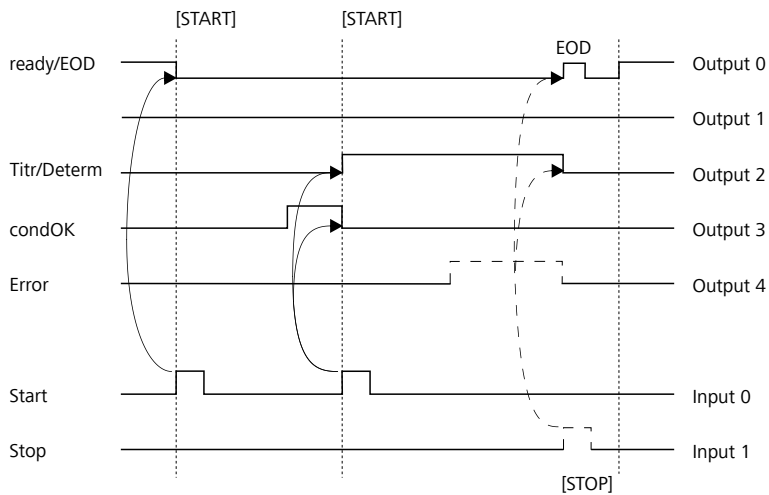 [START] [START]
EOD
ready/EOD Output 0
Output 1
Titr/Determ Output 2
condOK Output 3
Error Output 4
Start Input 0
Stop Input 1
[STOP]